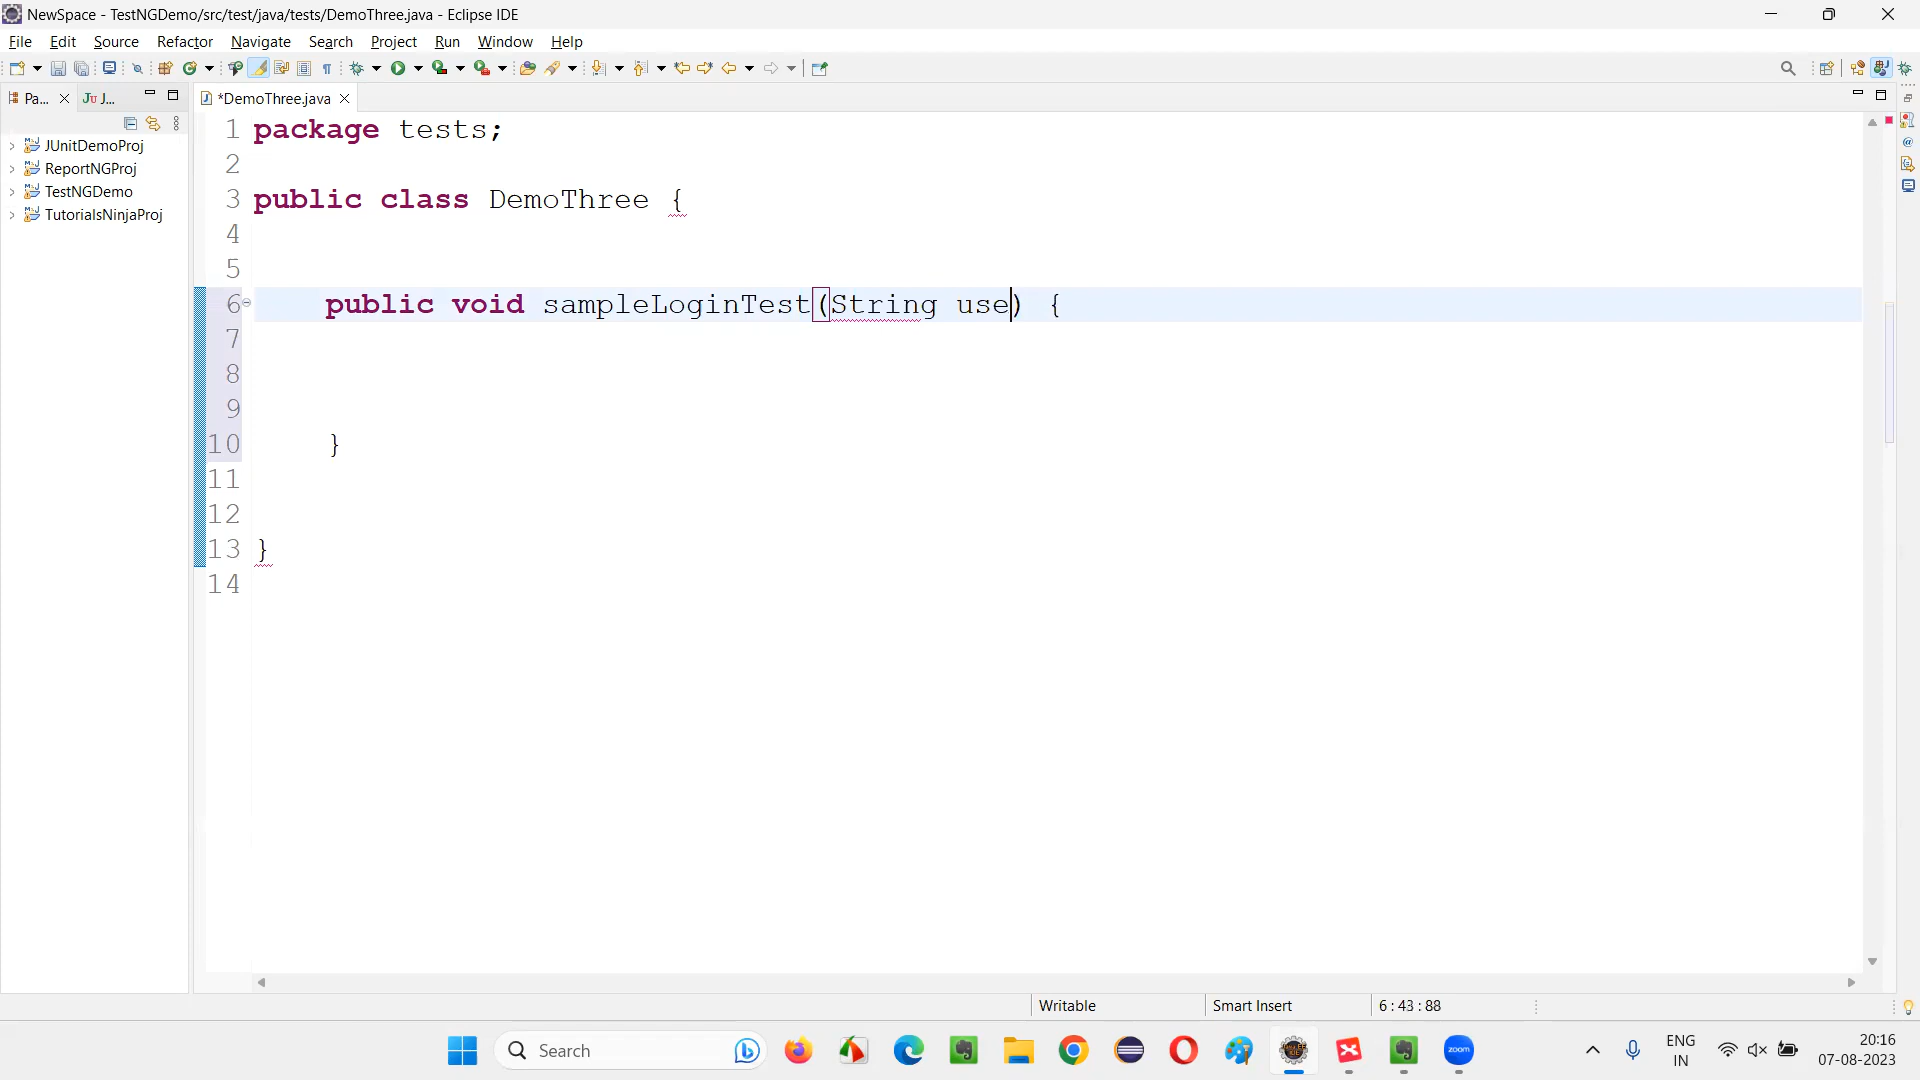 NewSpace - TestNGDemo/src/test/java/tests/DemoThree.java - Eclipse IDE
File Edit Source Refactor Navigate Search Project Run Window Help
Pa... J... *DemoThree.java
JUnitDemoProj
ReportNGProj
TestNGDemo
TutorialsNinjaProj
1 package tests;
2
3 public class DemoThree {
4
5
6 public void sampleLoginTest(String use) {
7
8
9
10 }
11
12
13 }
14
Writable Smart Insert 6 : 43 : 88
Search zoom ENG 20:16
IN 07-08-2023